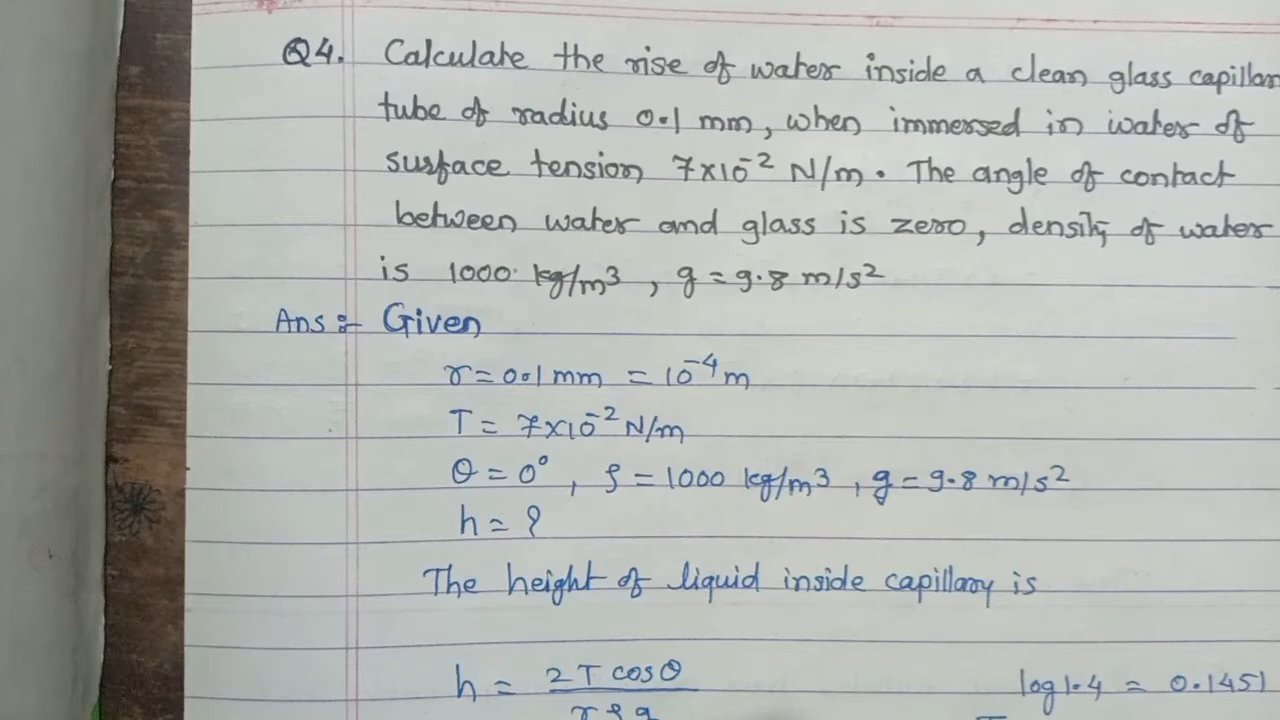 Q4. Calculate the rise of water inside a clean glass capillar
tube of radius 0.1 mm, when immersed in water of
surface tension 7×10⁻² N/m. The angle of contact
between water and glass is zero, density of water
is 1000 kg/m³, g = 9.8 m/s²
Ans :- Given
r = 0.1 mm = 10⁻⁴ m
T = 7×10⁻² N/m
θ = 0°, ρ = 1000 kg/m³, g = 9.8 m/s²
h = ?
The height of liquid inside capillary is
h = 2 T cos θ / r ρ g
log 1.4 = 0.1451